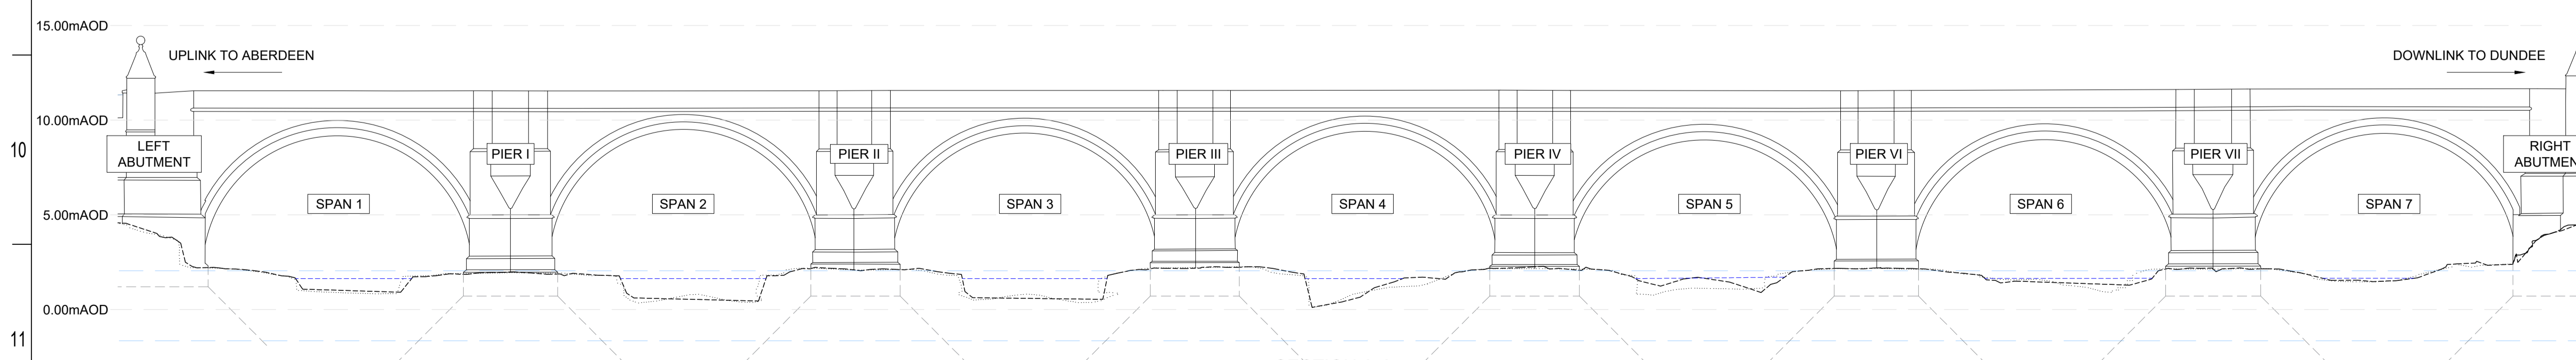 15.00mAOD
UPLINK TO ABERDEEN
DOWNLINK TO DUNDEE
10.00mAOD
10
LEFT
ABUTMENT
PIER I
PIER II
PIER III
PIER IV
PIER VI
PIER VII
RIGHT
ABUTMEN
SPAN 1
SPAN 2
SPAN 3
SPAN 4
SPAN 5
SPAN 6
SPAN 7
5.00mAOD
0.00mAOD
11